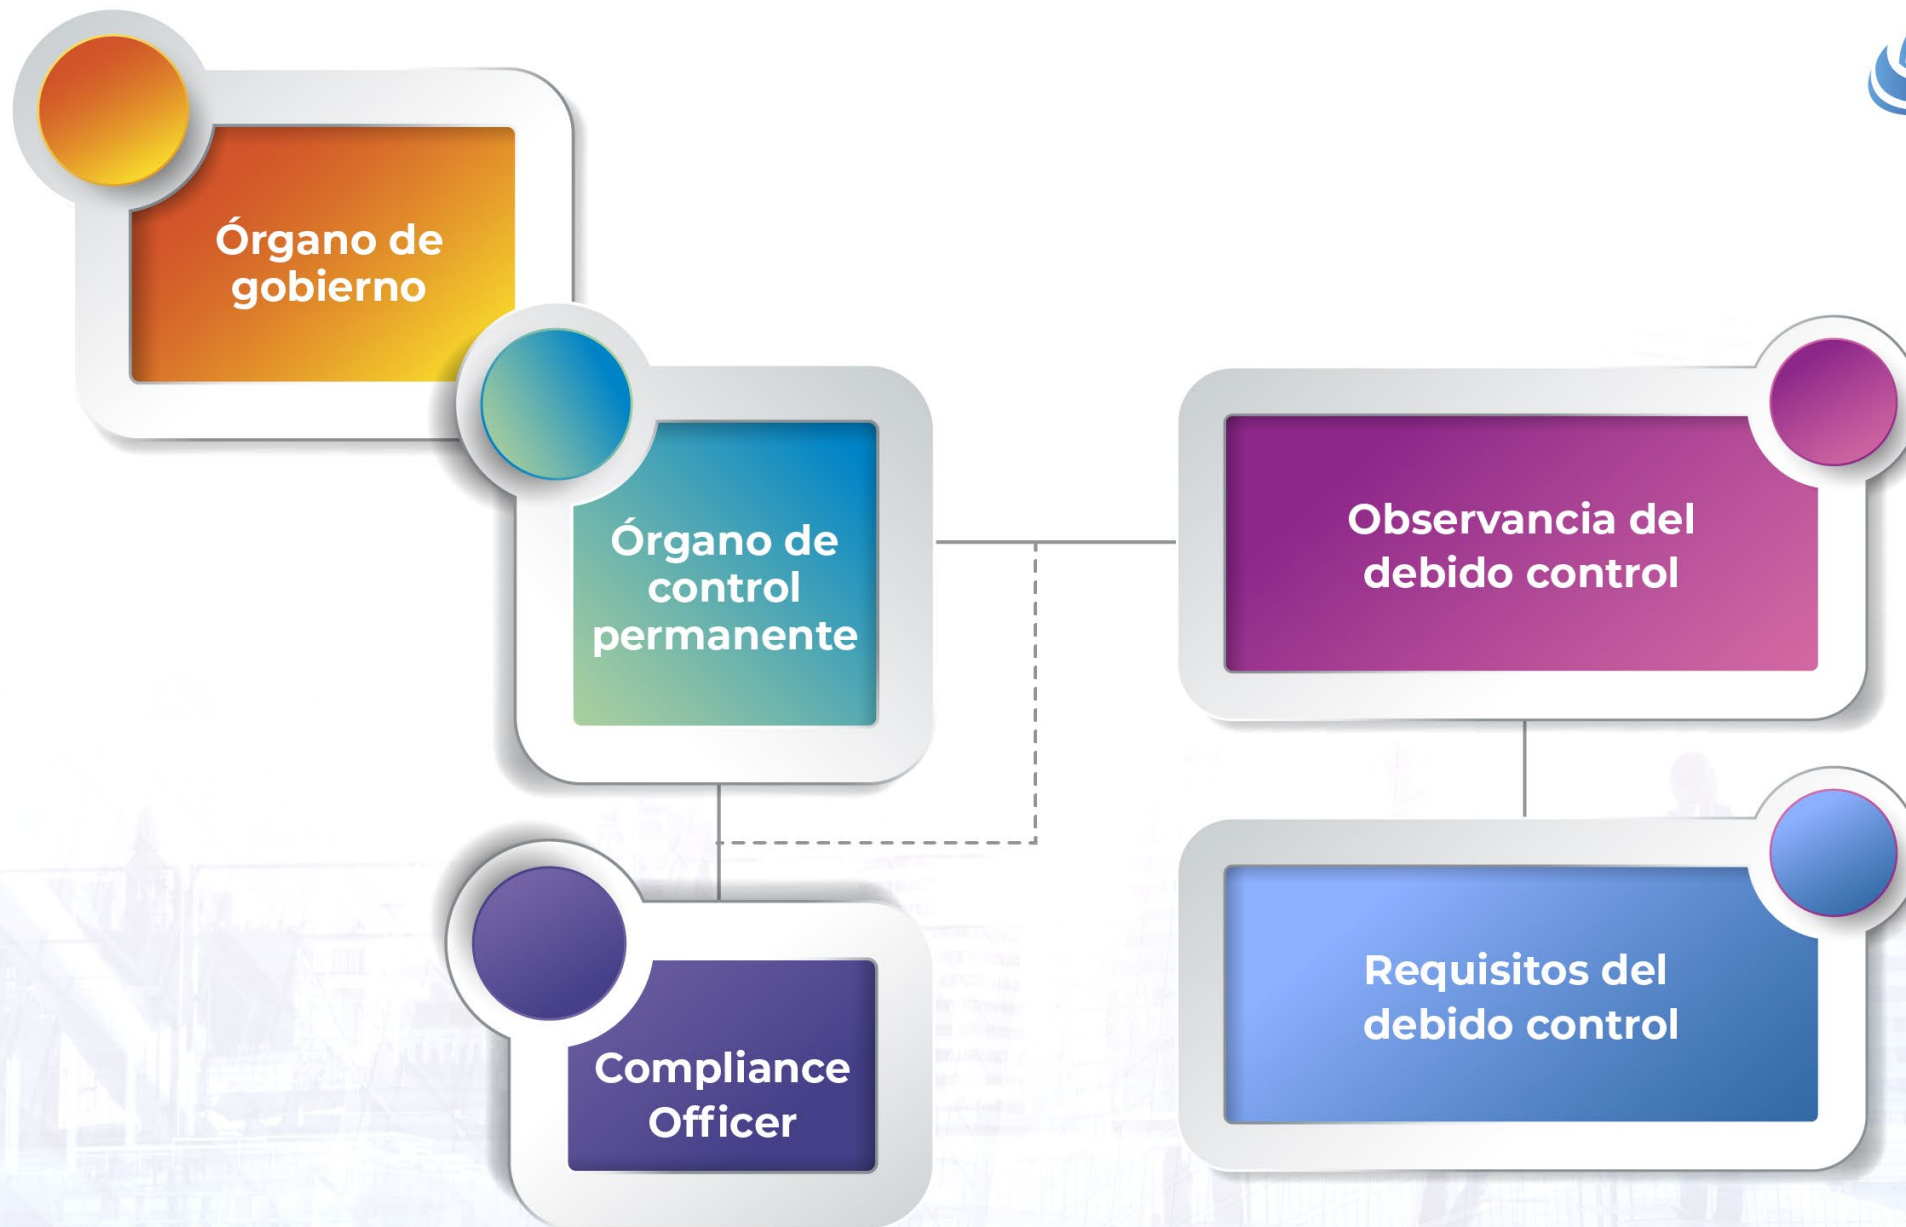 Órgano de
gobierno
Órgano de
control
permanente
Observancia del
debido control
Compliance
Officer
Requisitos del
debido control